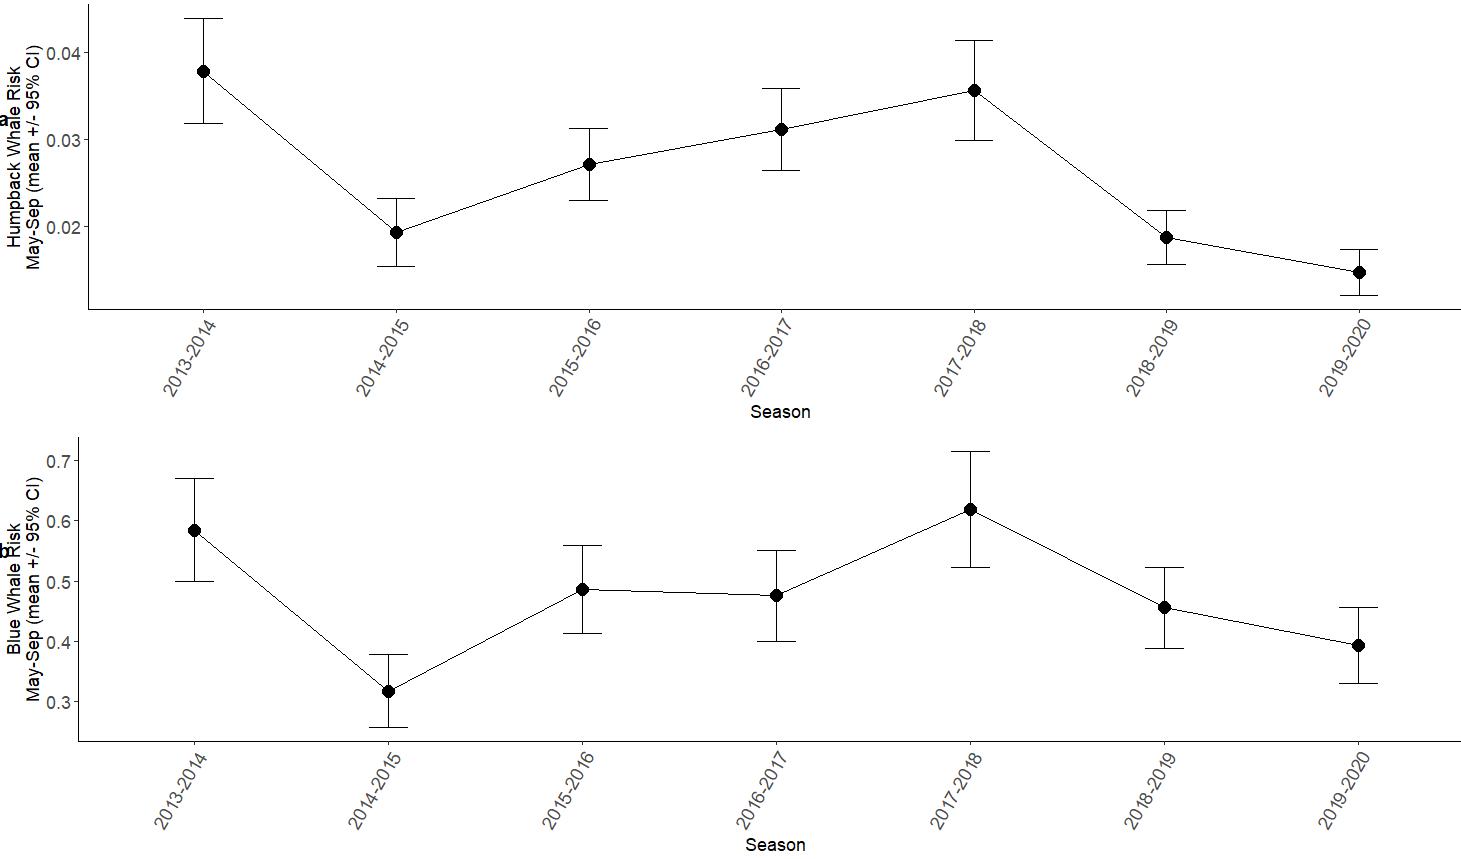 a
Humpback Whale Risk
May-Sep (mean +/- 95% CI)
0.04
0.03
0.02
2013-2014
2014-2015
2015-2016
2016-2017
2017-2018
2018-2019
2019-2020
Season
b
Blue Whale Risk
May-Sep (mean +/- 95% CI)
0.7
0.6
0.5
0.4
0.3
2013-2014
2014-2015
2015-2016
2016-2017
2017-2018
2018-2019
2019-2020
Season